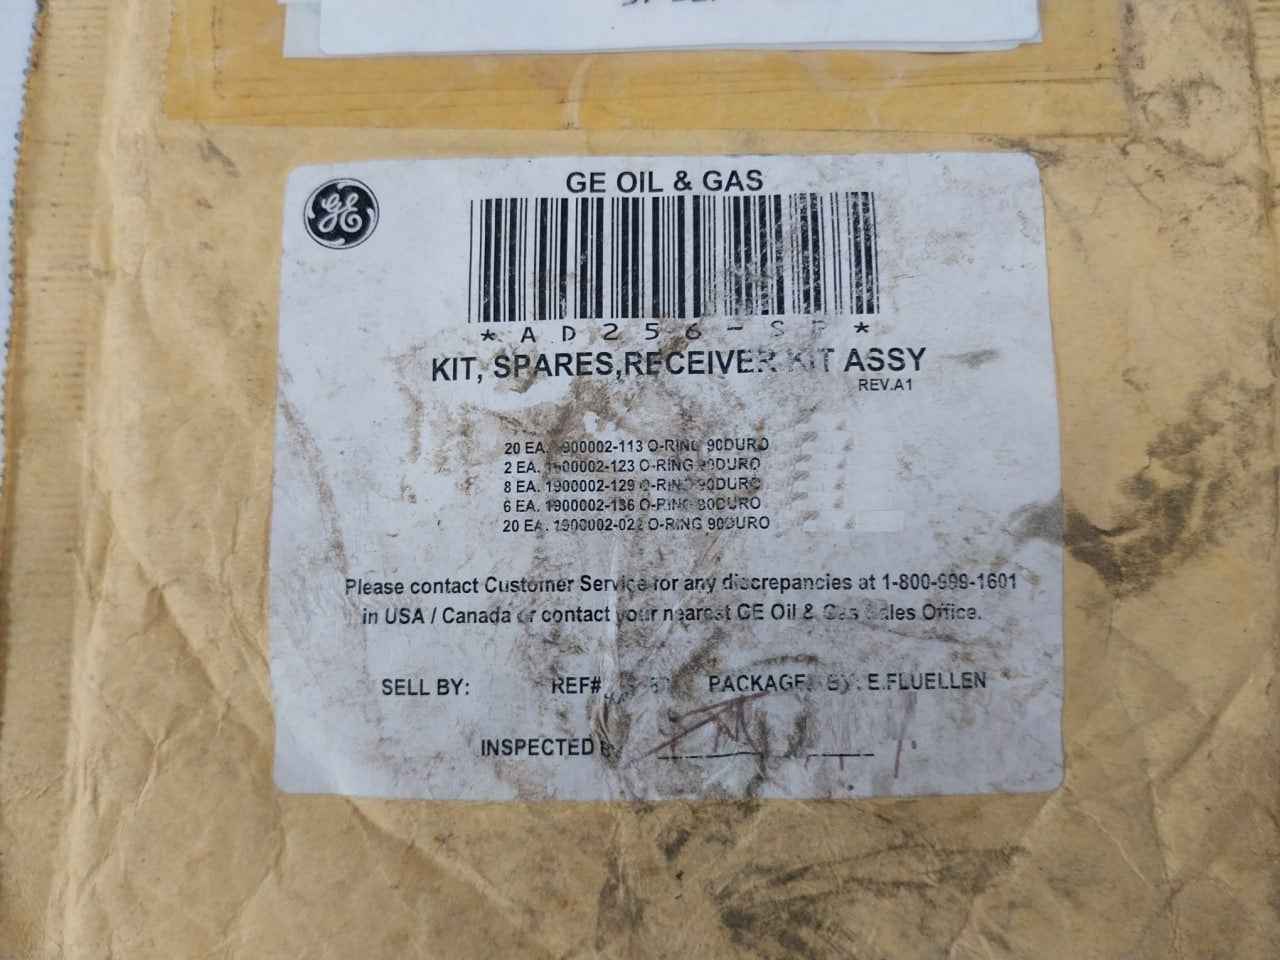 GE OIL & GAS
GE
*AD256-SP*
KIT, SPARES,RECEIVER KIT ASSY
REV.A1
20 EA. 1900002-113 O-RING 90DURO
2 EA. 1900002-123 O-RING 90DURO
8 EA. 1900002-129 O-RING 90DURO
6 EA. 1900002-136 O-RING 90DURO
20 EA. O-RING 90DURO
Please contact Customer Service for any discrepancies at 1-800-999-1601
in USA / Canada or contact your nearest GE Oil & Gas Sales Office.
SELL BY: REF# PACKAGED BY: E.FLUELLEN
INSPECTED BY